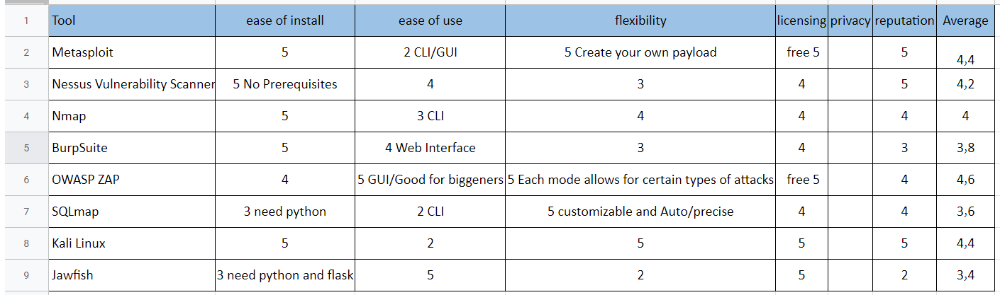 1 Tool ease of install ease of use flexibility licensing privacy reputation Average
2 Metasploit 5 2 CLI/GUI 5 Create your own payload free 5 5 4,4
3 Nessus Vulnerability Scanner 5 No Prerequisites 4 3 4 5 4,2
4 Nmap 5 3 CLI 4 4 4 4
5 BurpSuite 5 4 Web Interface 3 4 3 3,8
6 OWASP ZAP 4 5 GUI/Good for biggeners 5 Each mode allows for certain types of attacks free 5 4 4,6
7 SQLmap 3 need python 2 CLI 5 customizable and Auto/precise 4 4 3,6
8 Kali Linux 5 2 5 5 5 4,4
9 Jawfish 3 need python and flask 5 2 5 2 3,4